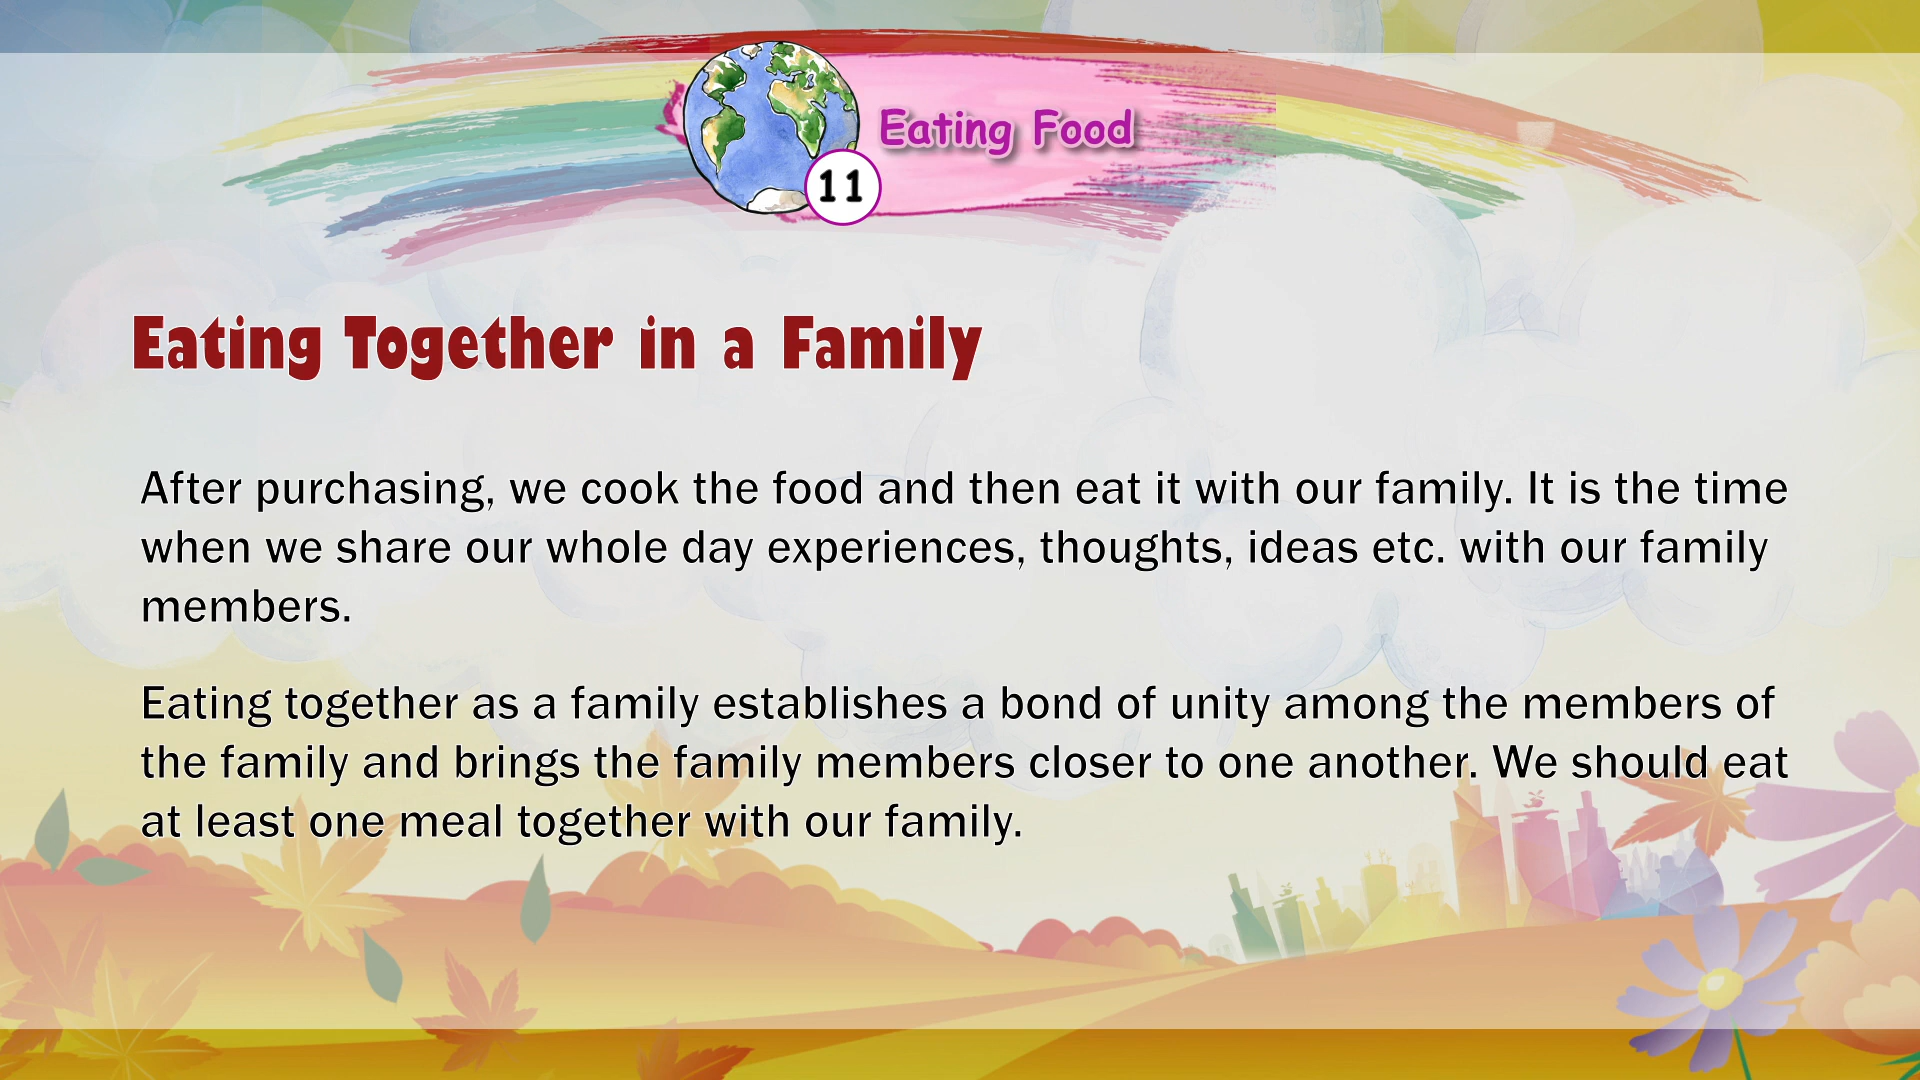 Eating Food
11
Eating Together in a Family
After purchasing, we cook the food and then eat it with our family. It is the time
when we share our whole day experiences, thoughts, ideas etc. with our family
members.
Eating together as a family establishes a bond of unity among the members of
the family and brings the family members closer to one another. We should eat
at least one meal together with our family.